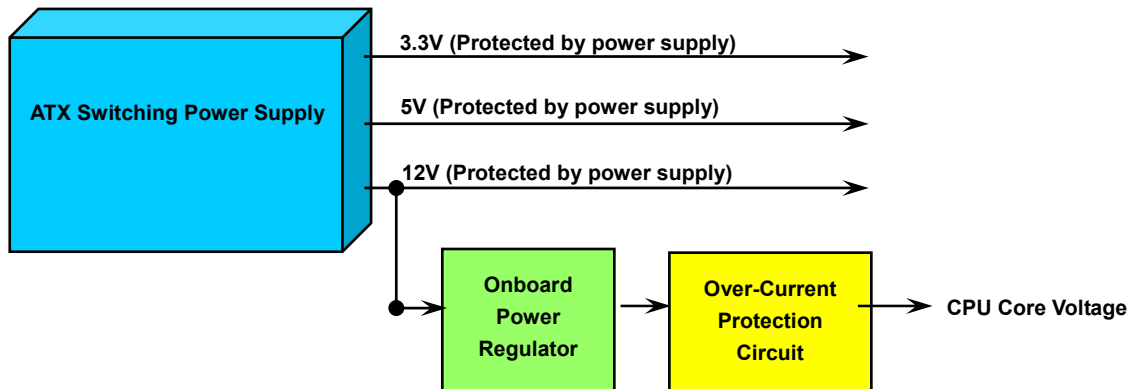 3.3V (Protected by power supply)
ATX Switching Power Supply
5V (Protected by power supply)
12V (Protected by power supply)
Onboard
Power
Regulator
Over-Current
Protection
Circuit
CPU Core Voltage